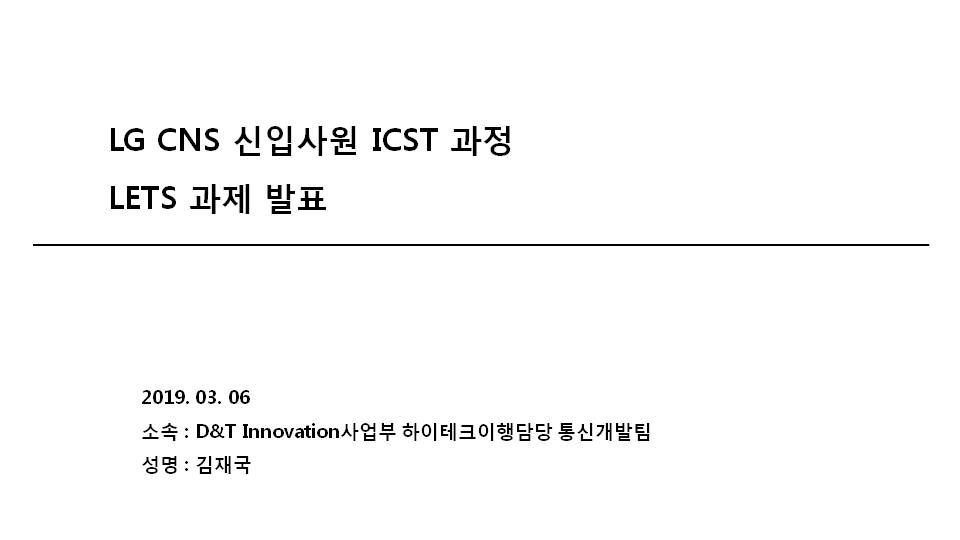 LG CNS 신입사원 ICST 과정
LETS 과제 발표
2019. 03. 06
소속 : D&T Innovation사업부 하이테크이행담당 통신개발팀
성명 : 김재국